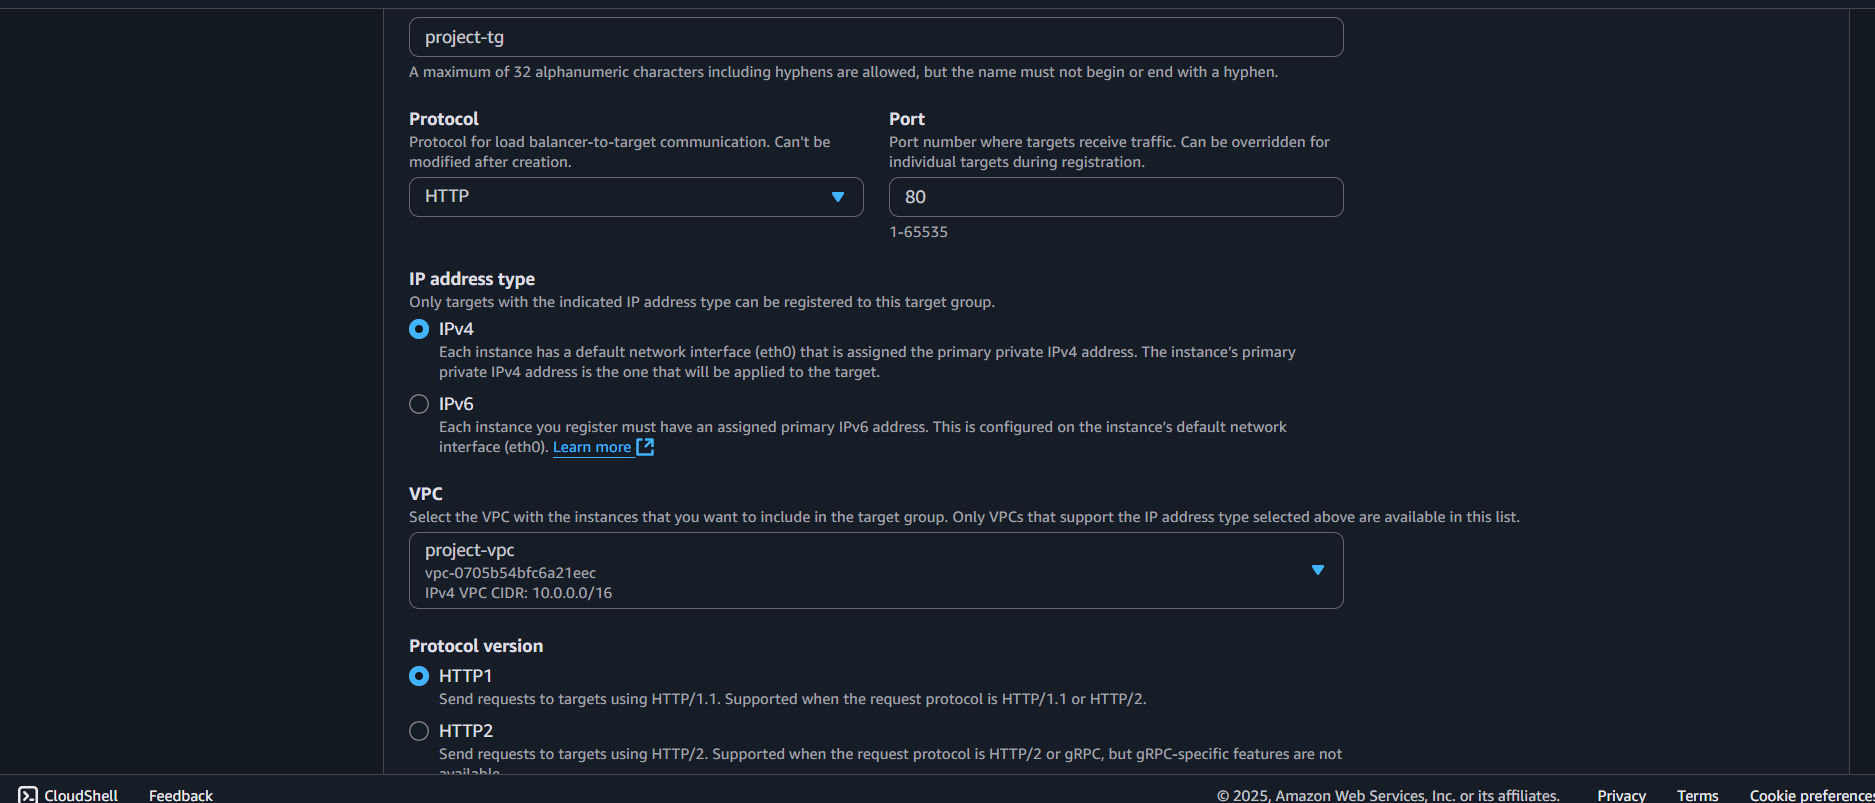 project-tg
A maximum of 32 alphanumeric characters including hyphens are allowed, but the name must not begin or end with a hyphen.
Protocol
Protocol for load balancer-to-target communication. Can't be
modified after creation.
HTTP
Port
Port number where targets receive traffic. Can be overridden for
individual targets during registration.
80
1-65535
IP address type
Only targets with the indicated IP address type can be registered to this target group.
IPv4
Each instance has a default network interface (eth0) that is assigned the primary private IPv4 address. The instance’s primary
private IPv4 address is the one that will be applied to the target.
IPv6
Each instance you register must have an assigned primary IPv6 address. This is configured on the instance’s default network
interface (eth0). Learn more
VPC
Select the VPC with the instances that you want to include in the target group. Only VPCs that support the IP address type selected above are available in this list.
project-vpc
vpc-0705b54bfc6a21eec
IPv4 VPC CIDR: 10.0.0.0/16
Protocol version
HTTP1
Send requests to targets using HTTP/1.1. Supported when the request protocol is HTTP/1.1 or HTTP/2.
HTTP2
Send requests to targets using HTTP/2. Supported when the request protocol is HTTP/2 or gRPC, but gRPC-specific features are not
available.
CloudShell Feedback © 2025, Amazon Web Services, Inc. or its affiliates. Privacy Terms Cookie preferences